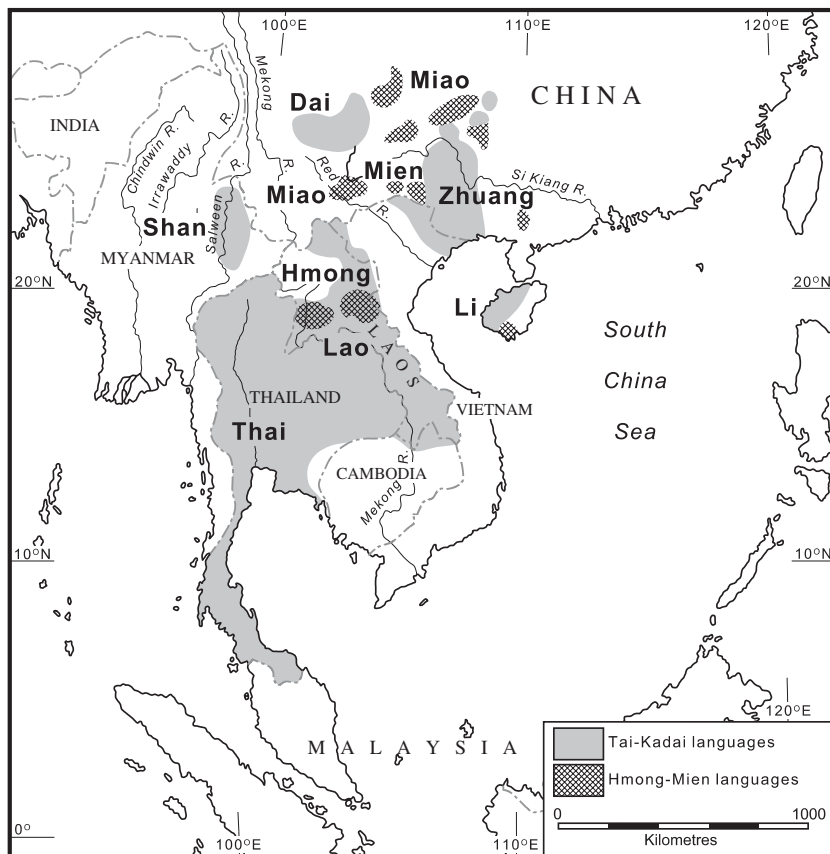 100°E
110°E
120°E
Mekong
Miao
CHINA
Dai
INDIA
Chindwin R.
Irrawaddy
R.
R.
R.
Red
R.
Mien
Miao
Zhuang
Si Kiang R.
Shan
Salween
MYANMAR
20°N
20°N
Hmong
Li
South
China
Sea
Lao
LAOS
THAILAND
VIETNAM
Thai
CAMBODIA
Mekong R.
10°N
10°N
120°E
MALAYSIA
Tai-Kadai languages
Hmong-Mien languages
0
1000
Kilometres
0°
100°E
110°E